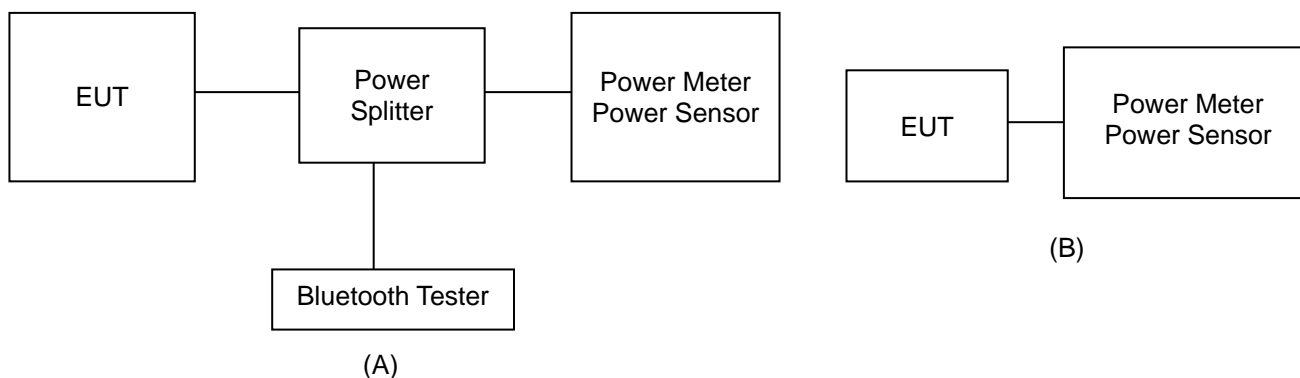 EUT
Power
Splitter
Power Meter
Power Sensor
Bluetooth Tester
(A)
EUT
Power Meter
Power Sensor
(B)